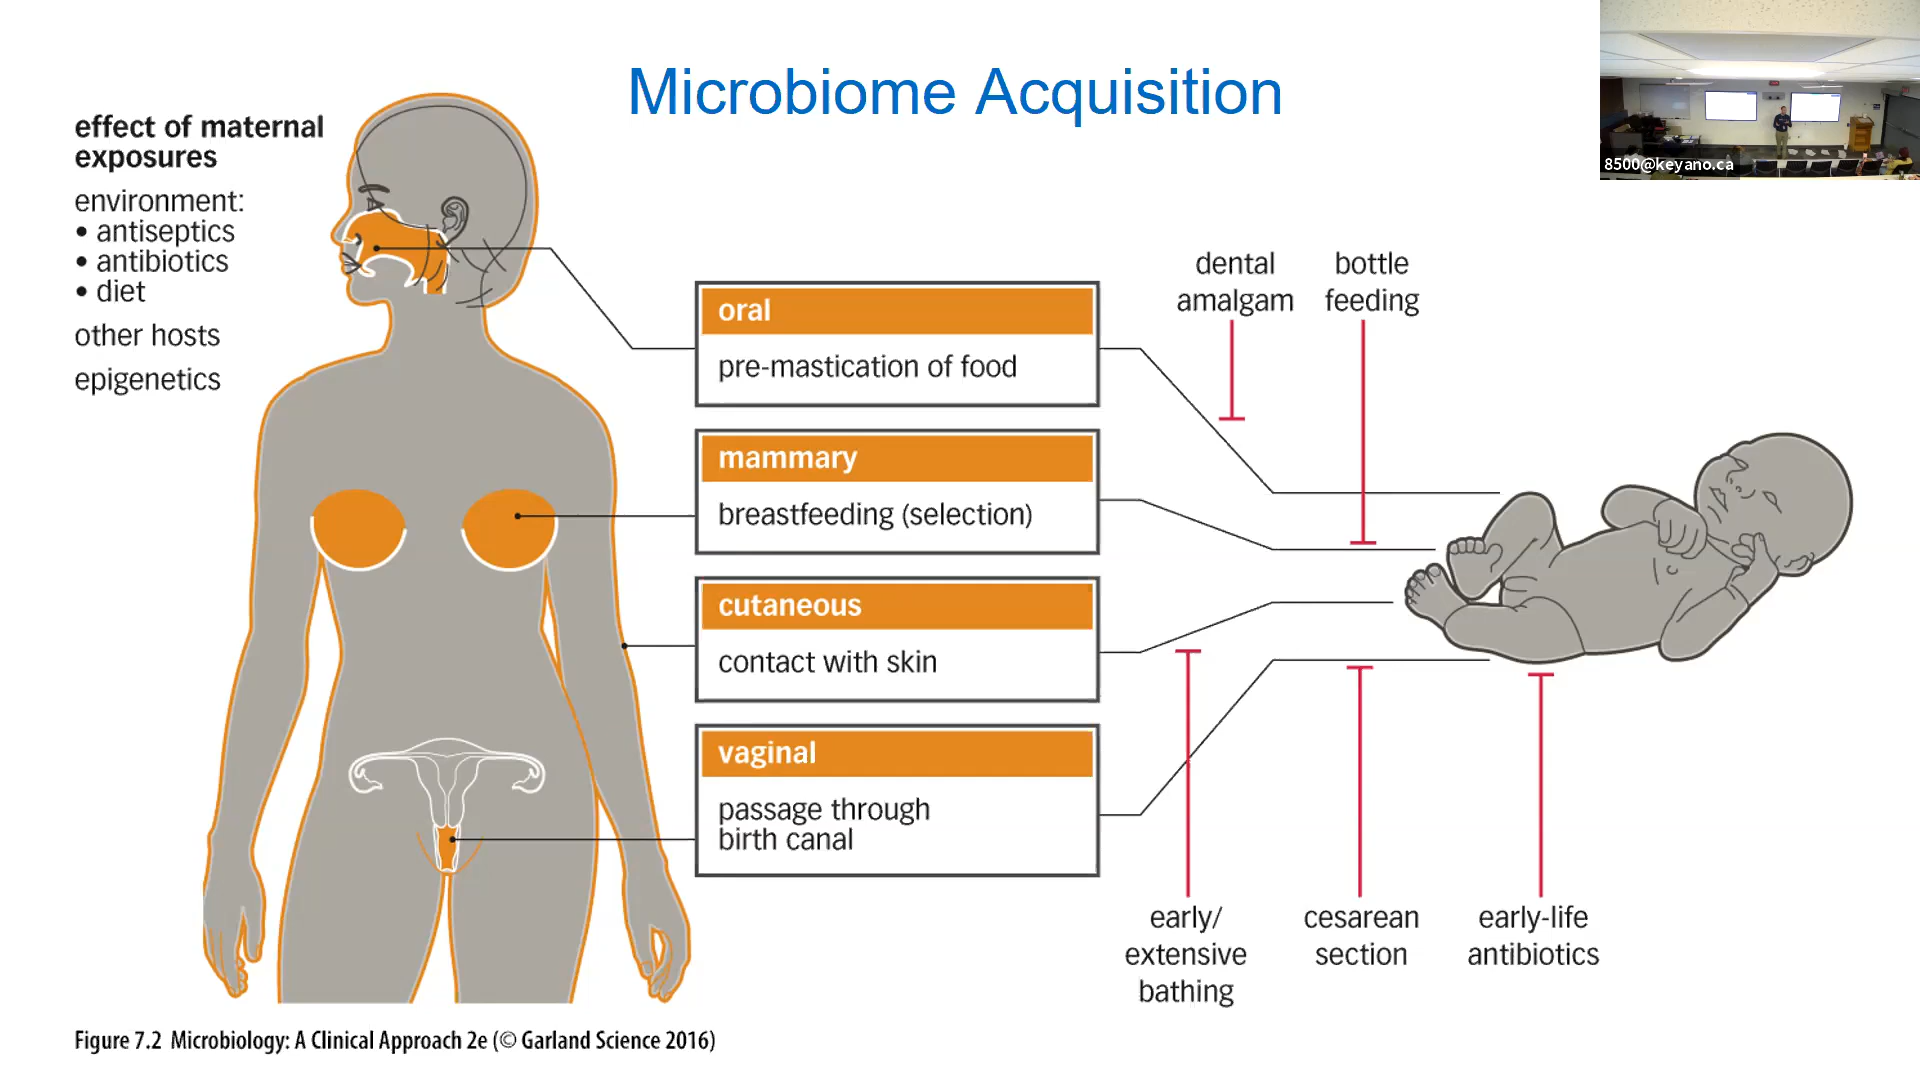 Microbiome Acquisition
8500@keyano.ca
effect of maternal
exposures
environment:
• antiseptics
• antibiotics
• diet
other hosts
epigenetics
oral
pre-mastication of food
mammary
breastfeeding (selection)
cutaneous
contact with skin
vaginal
passage through
birth canal
dental
amalgam
bottle
feeding
early/
extensive
bathing
cesarean
section
early-life
antibiotics
Figure 7.2 Microbiology: A Clinical Approach 2e (© Garland Science 2016)